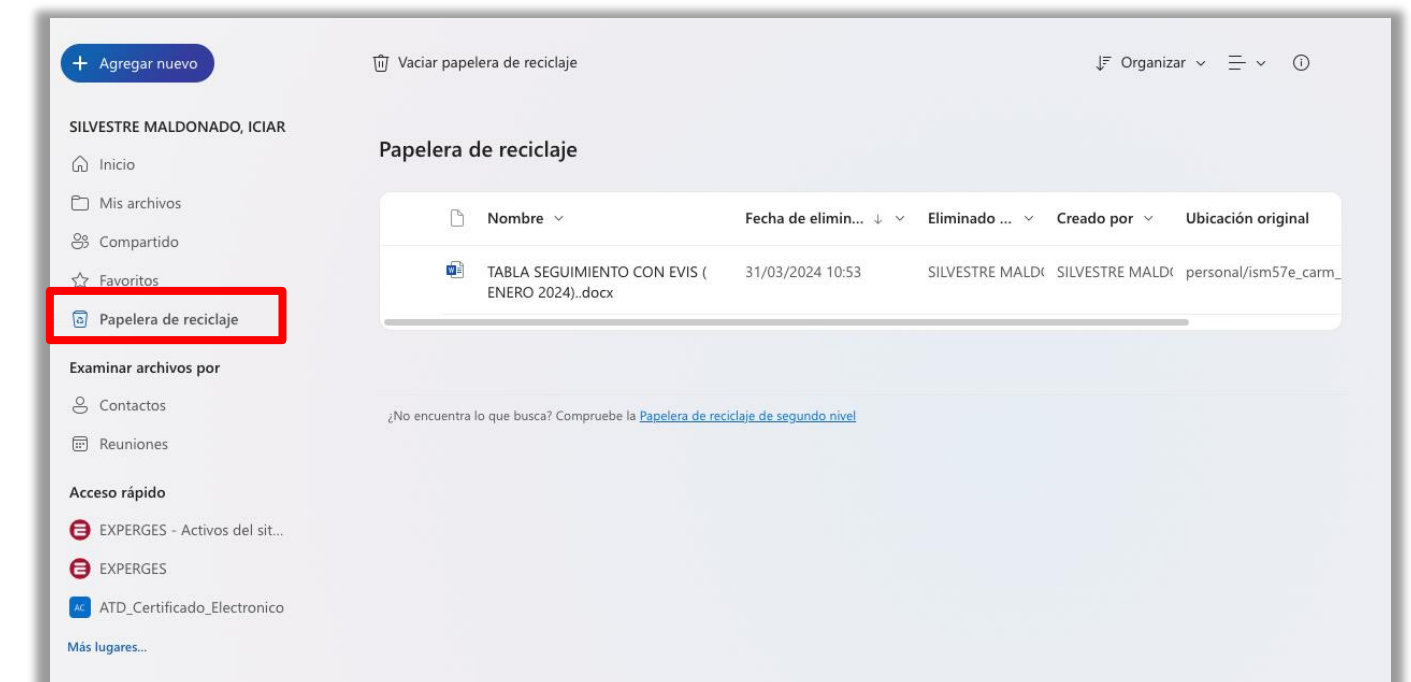 Agregar nuevo
Vaciar papelera de reciclaje
Organizar
SILVESTRE MALDONADO, ICIAR
Inicio
Mis archivos
Compartido
Favoritos
Papelera de reciclaje
Examinar archivos por
Contactos
Reuniones
Acceso rápido
EXPERGES - Activos del sit...
EXPERGES
AC ATD_Certificado_Electronico
Más lugares...
Papelera de reciclaje
Nombre Fecha de elimin... Eliminado ... Creado por Ubicación original
TABLA SEGUIMIENTO CON EVIS ( 31/03/2024 10:53 SILVESTRE MALD SILVESTRE MALD personal/ism57e_carm_
ENERO 2024)..docx
¿No encuentra lo que busca? Compruebe la Papelera de reciclaje de segundo nivel